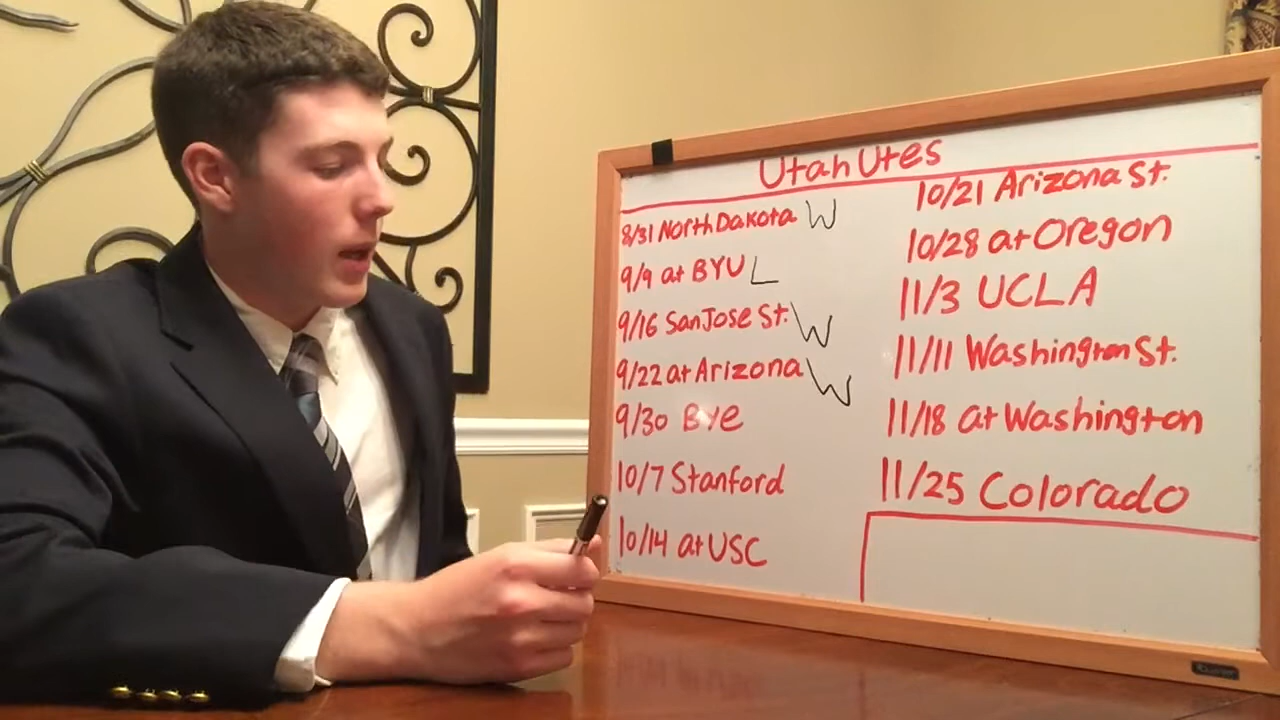 Utah Utes
8/31 North Dakota W
9/9 at BYU L
9/16 San Jose St. W
9/22 at Arizona W
9/30 Bye
10/7 Stanford
10/14 at USC
10/21 Arizona St.
10/28 at Oregon
11/3 UCLA
11/11 Washington St.
11/18 at Washington
11/25 Colorado